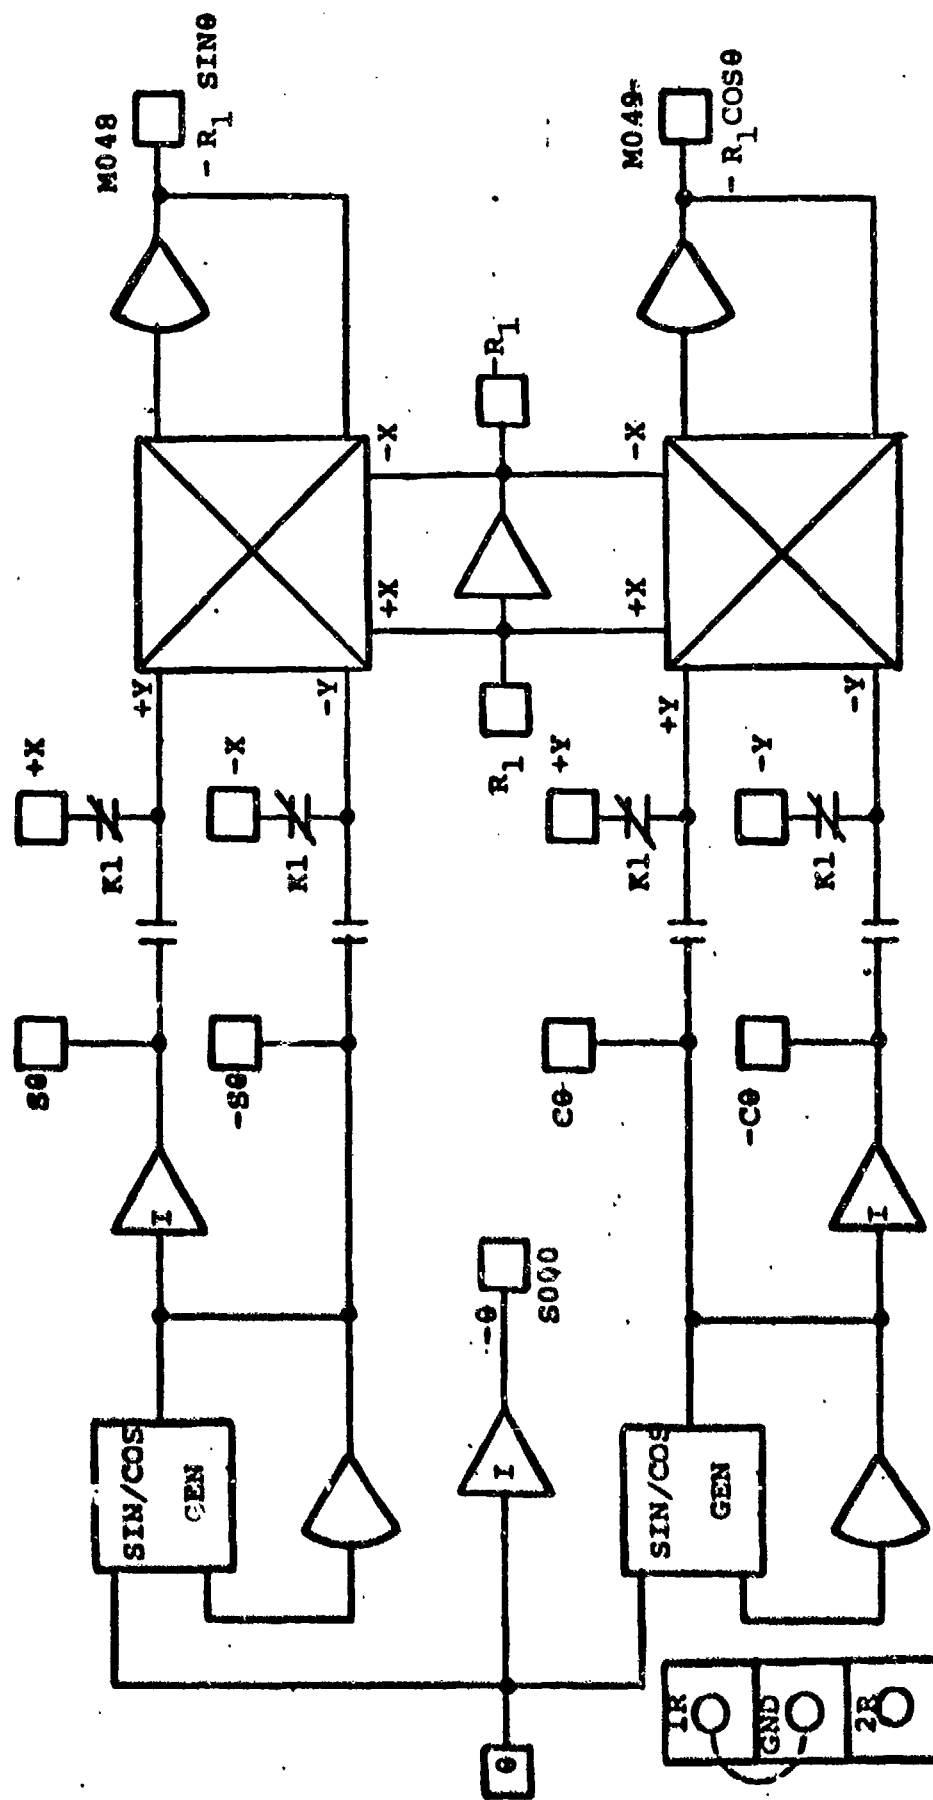 M048
- R1 SINθ
+X
K1
+Y
Sθ
I
SIN/COS
GEN
-X
K1
-Y
-Sθ
-X
+X
-R1
R1
-θ
S000
I
θ
+X
-X
M049
- R1 COSθ
+Y
K1
+Y
Cθ
SIN/COS
GEN
-Y
K1
-Y
-Cθ
I
1R
GND
2R